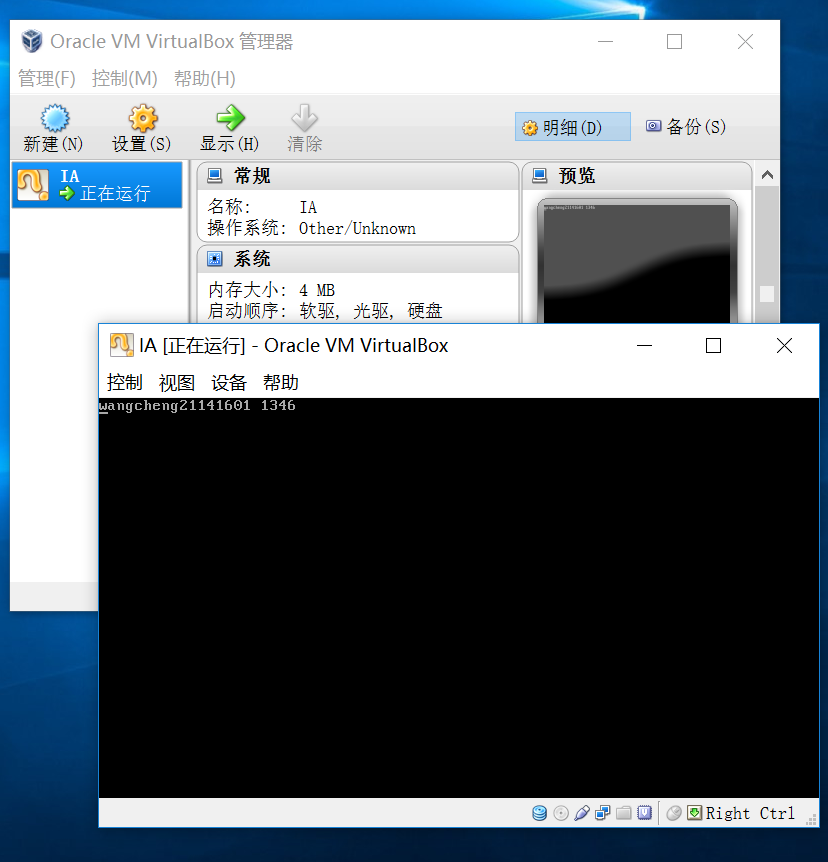 Oracle VM VirtualBox 管理器
管理(F) 控制(M) 帮助(H)
新建(N) 设置(S) 显示(H) 清除 明细(D) 备份(S)
IA
正在运行
常规
名称: IA
操作系统: Other/Unknown
系统
内存大小: 4 MB
启动顺序: 软驱, 光驱, 硬盘
预览
wangcheng21141601 1346
IA [正在运行] - Oracle VM VirtualBox
控制 视图 设备 帮助
wangcheng21141601 1346
Right Ctrl